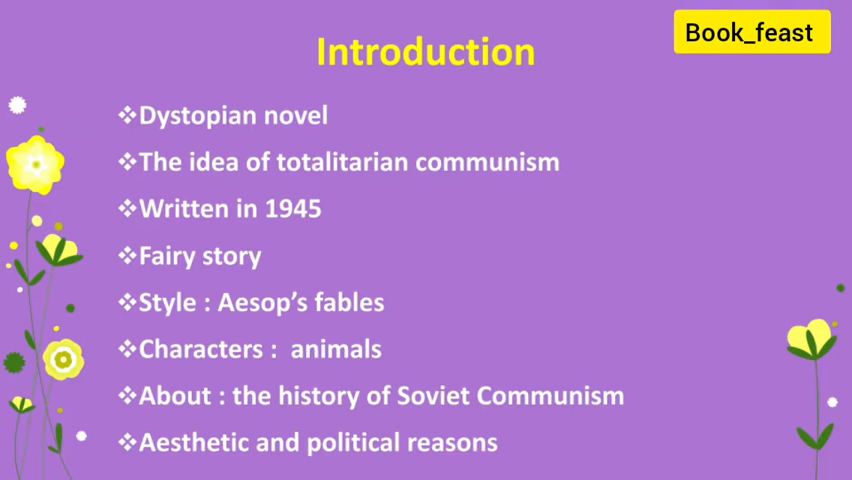 Book_feast
Introduction
❖Dystopian novel
❖The idea of totalitarian communism
❖Written in 1945
❖Fairy story
❖Style : Aesop's fables
❖Characters :  animals
❖About : the history of Soviet Communism
❖Aesthetic and political reasons